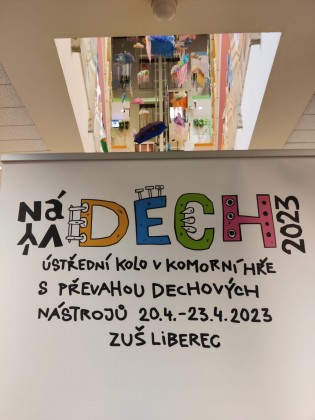 Ná DECH 2023
ÚSTŘEDNÍ KOLO V KOMORNÍ HŘE
S PŘEVAHOU DECHOVÝCH
NÁSTROJŮ 20.4.-23.4.2023
ZUŠ LIBEREC